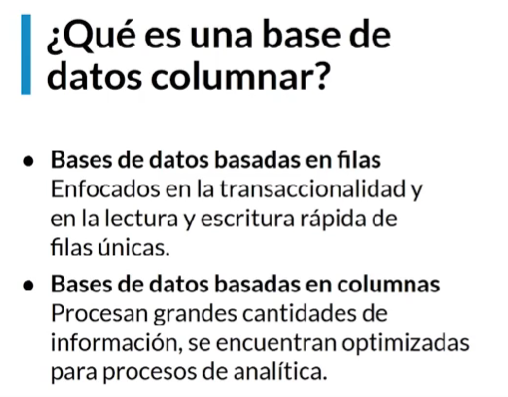 ¿Qué es una base de
datos columnar?
• Bases de datos basadas en filas
Enfocados en la transaccionalidad y
en la lectura y escritura rápida de
filas únicas.
• Bases de datos basadas en columnas
Procesan grandes cantidades de
información, se encuentran optimizadas
para procesos de analítica.